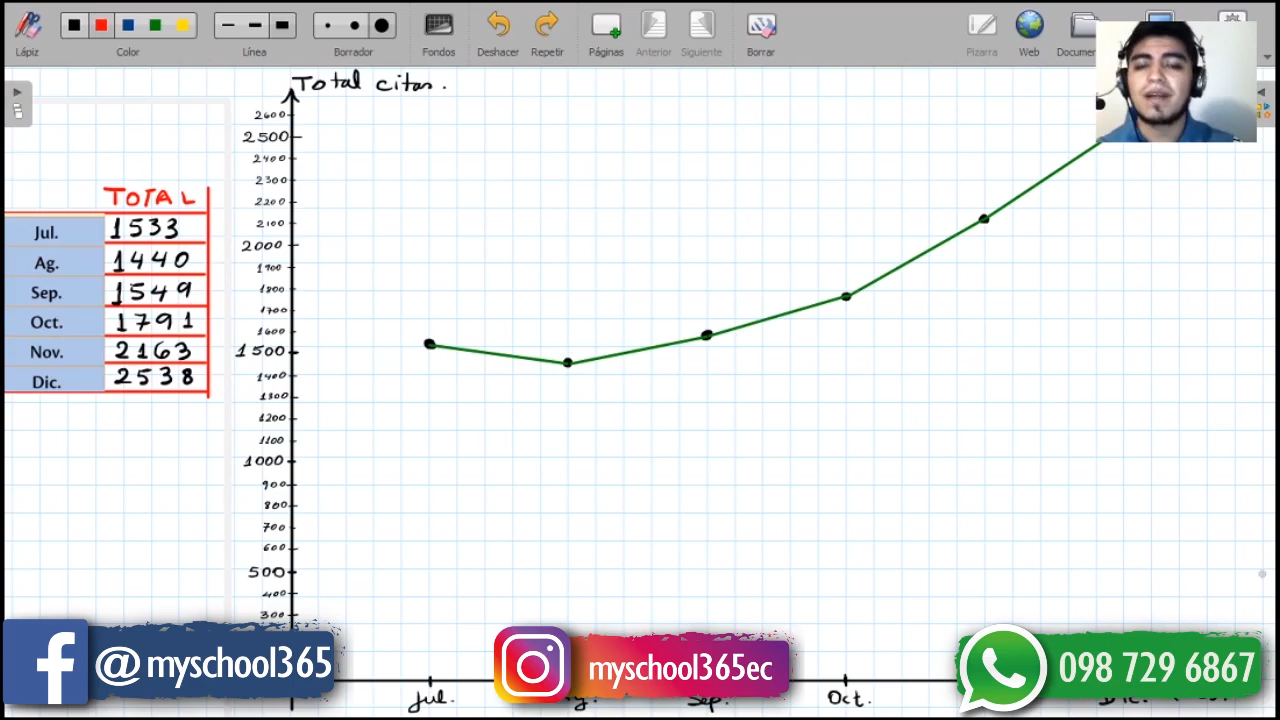 Lápiz
Color
Línea
Borrador
Fondos
Deshacer
Repetir
Páginas
Anterior
Siguiente
Borrar
Pizarra
Web
Total citas.
2600
2500
2400
2300
2200
2100
2000
1900
1800
1700
1600
1500
1400
1300
1200
1100
1000
900
800
700
600
500
400
300
TOTAL
Jul. 1533
Ag. 1440
Sep. 1549
Oct. 1791
Nov. 2163
Dic. 2538
Jul.
Sep.
Oct.
Dic.
@myschool365
myschool365ec
098 729 6867